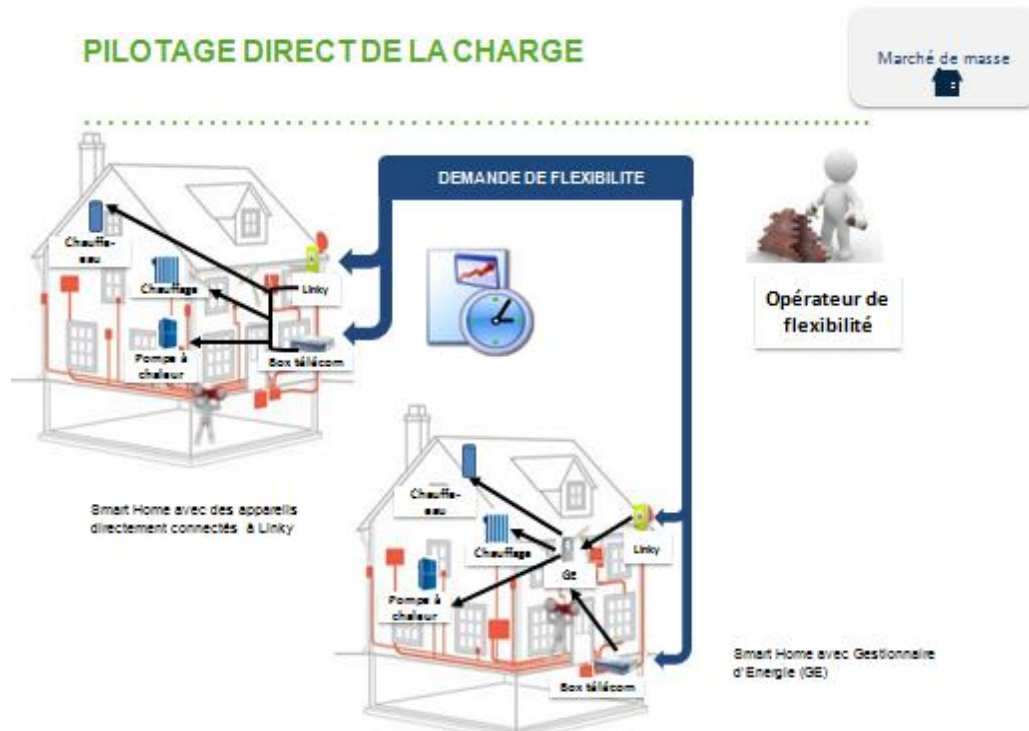 PILOTAGE DIRECT DE LA CHARGE
Marché de masse
DEMANDE DE FLEXIBILITE
Chauffe-
eau
Chauffage
Linky
Pompe à
chaleur
Box télécom
Opérateur de
flexibilité
Smart Home avec des appareils
directement connectés à Linky
Chauffe-
eau
Chauffage
Linky
GE
Pompe à
chaleur
Box télécom
Smart Home avec Gestionnaire
d'Energie (GE)